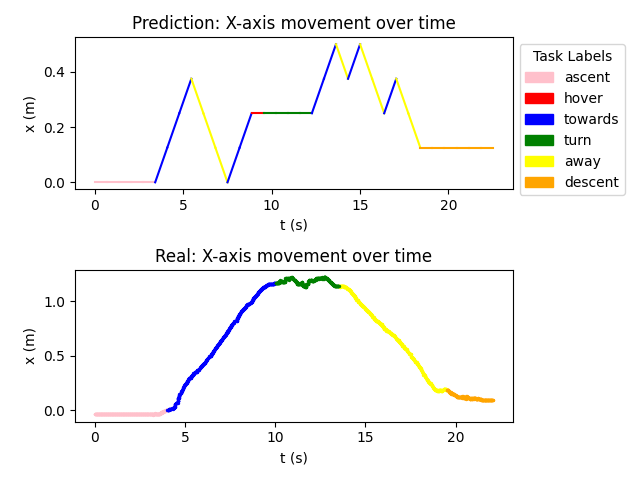 Prediction: X-axis movement over time
x (m)
0.4
0.2
0.0
0 5 10 15 20
t (s)
Task Labels
ascent
hover
towards
turn
away
descent
Real: X-axis movement over time
x (m)
1.0
0.5
0.0
0 5 10 15 20
t (s)